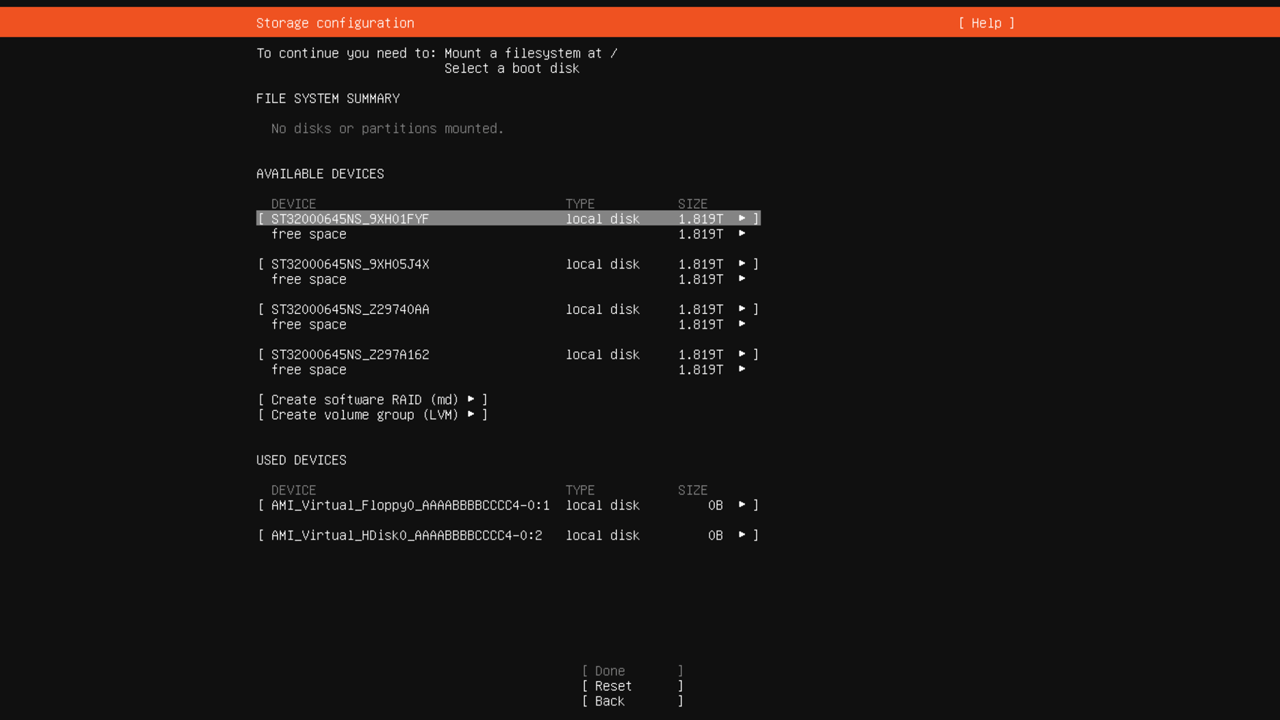 Storage configuration [ Help ]
To continue you need to: Mount a filesystem at /
Select a boot disk
FILE SYSTEM SUMMARY
No disks or partitions mounted.
AVAILABLE DEVICES
DEVICE TYPE SIZE
[ ST32000645NS_9XH01FYF local disk 1.819T ▸ ]
free space 1.819T ▸
[ ST32000645NS_9XH05J4X local disk 1.819T ▸ ]
free space 1.819T ▸
[ ST32000645NS_Z29740AA local disk 1.819T ▸ ]
free space 1.819T ▸
[ ST32000645NS_Z297A162 local disk 1.819T ▸ ]
free space 1.819T ▸
[ Create software RAID (md) ▸ ]
[ Create volume group (LVM) ▸ ]
USED DEVICES
DEVICE TYPE SIZE
[ AMI_Virtual_Floppy0_AAAABBBBCCCC4-0:1 local disk 0B ▸ ]
[ AMI_Virtual_HDisk0_AAAABBBBCCCC4-0:2 local disk 0B ▸ ]
[ Done ]
[ Reset ]
[ Back ]